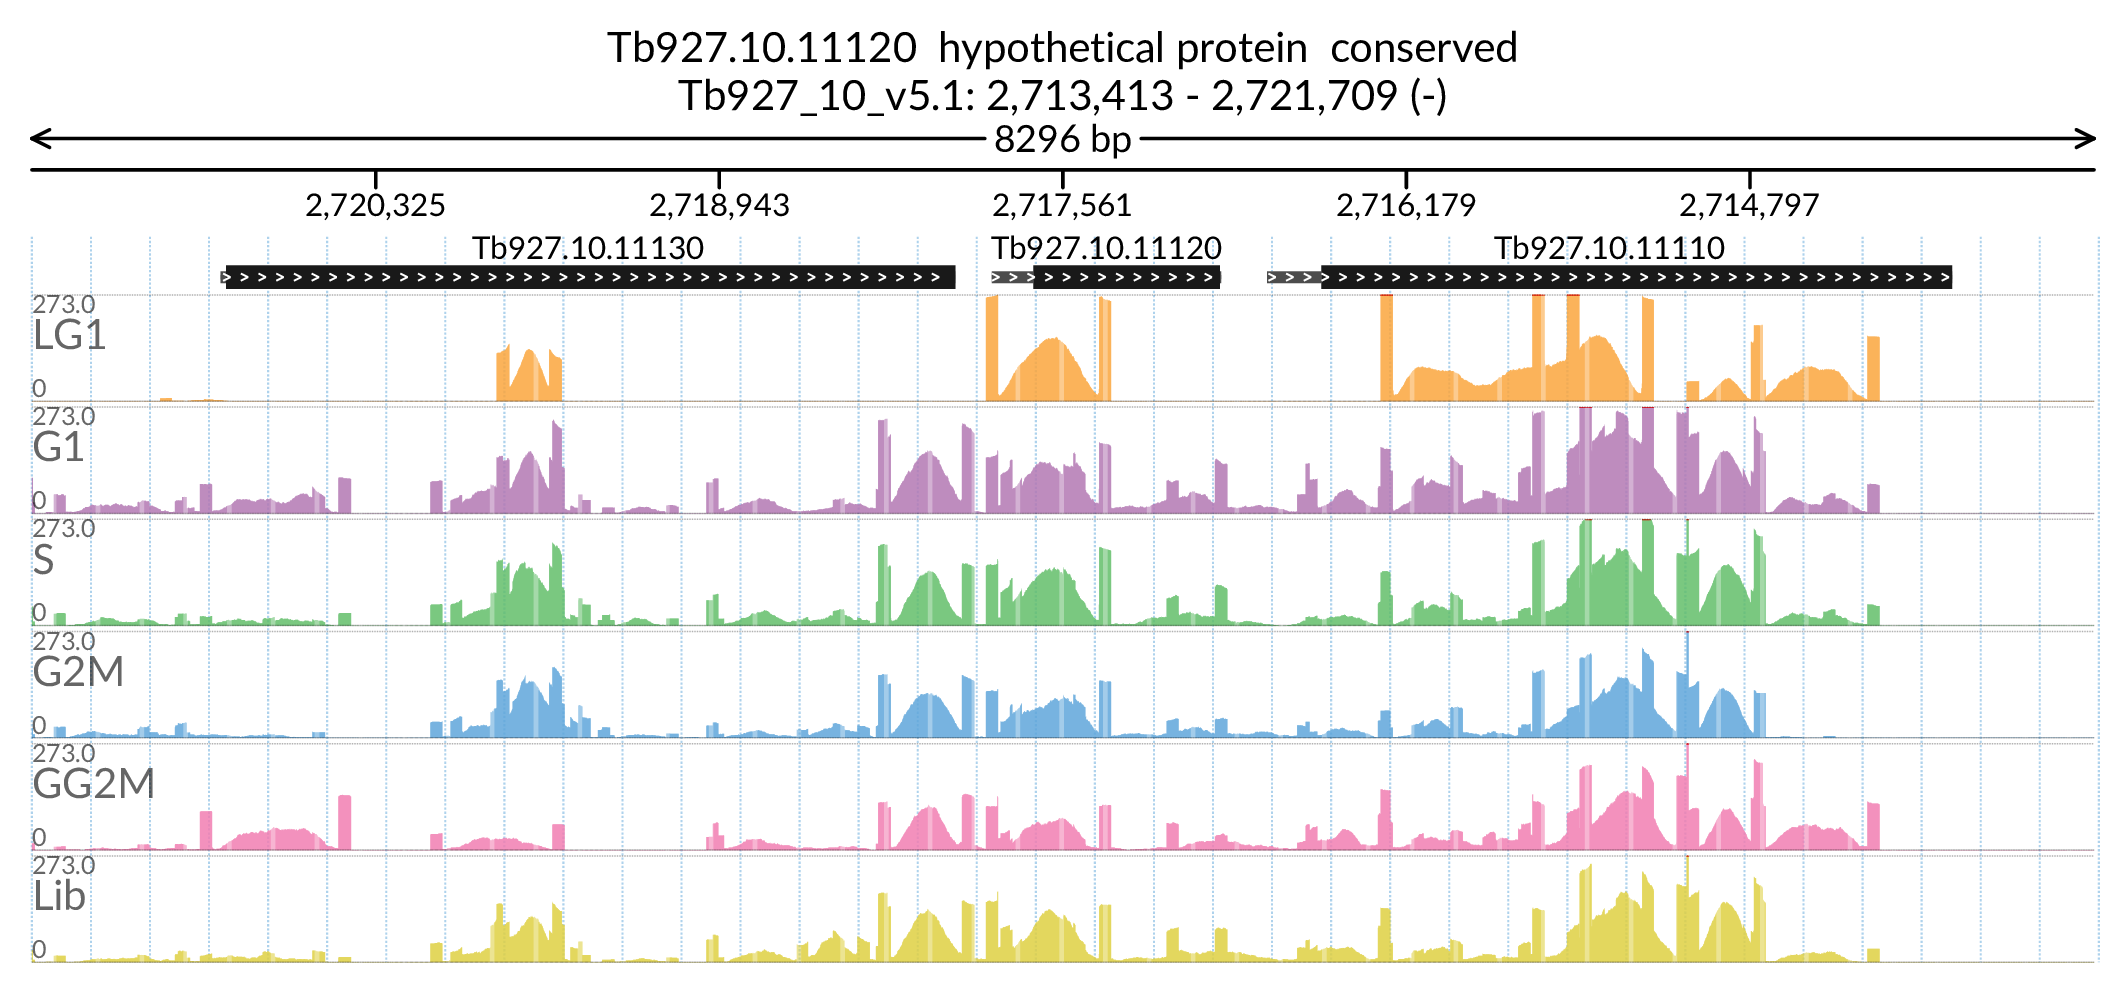 Tb927.10.11120 hypothetical protein conserved
Tb927_10_v5.1: 2,713,413 - 2,721,709 (-)
8296 bp
2,720,325 2,718,943 2,717,561 2,716,179 2,714,797
Tb927.10.11130 Tb927.10.11120 Tb927.10.11110
273.0
LG1
0
273.0
G1
0
273.0
S
0
273.0
G2M
0
273.0
GG2M
0
273.0
Lib
0